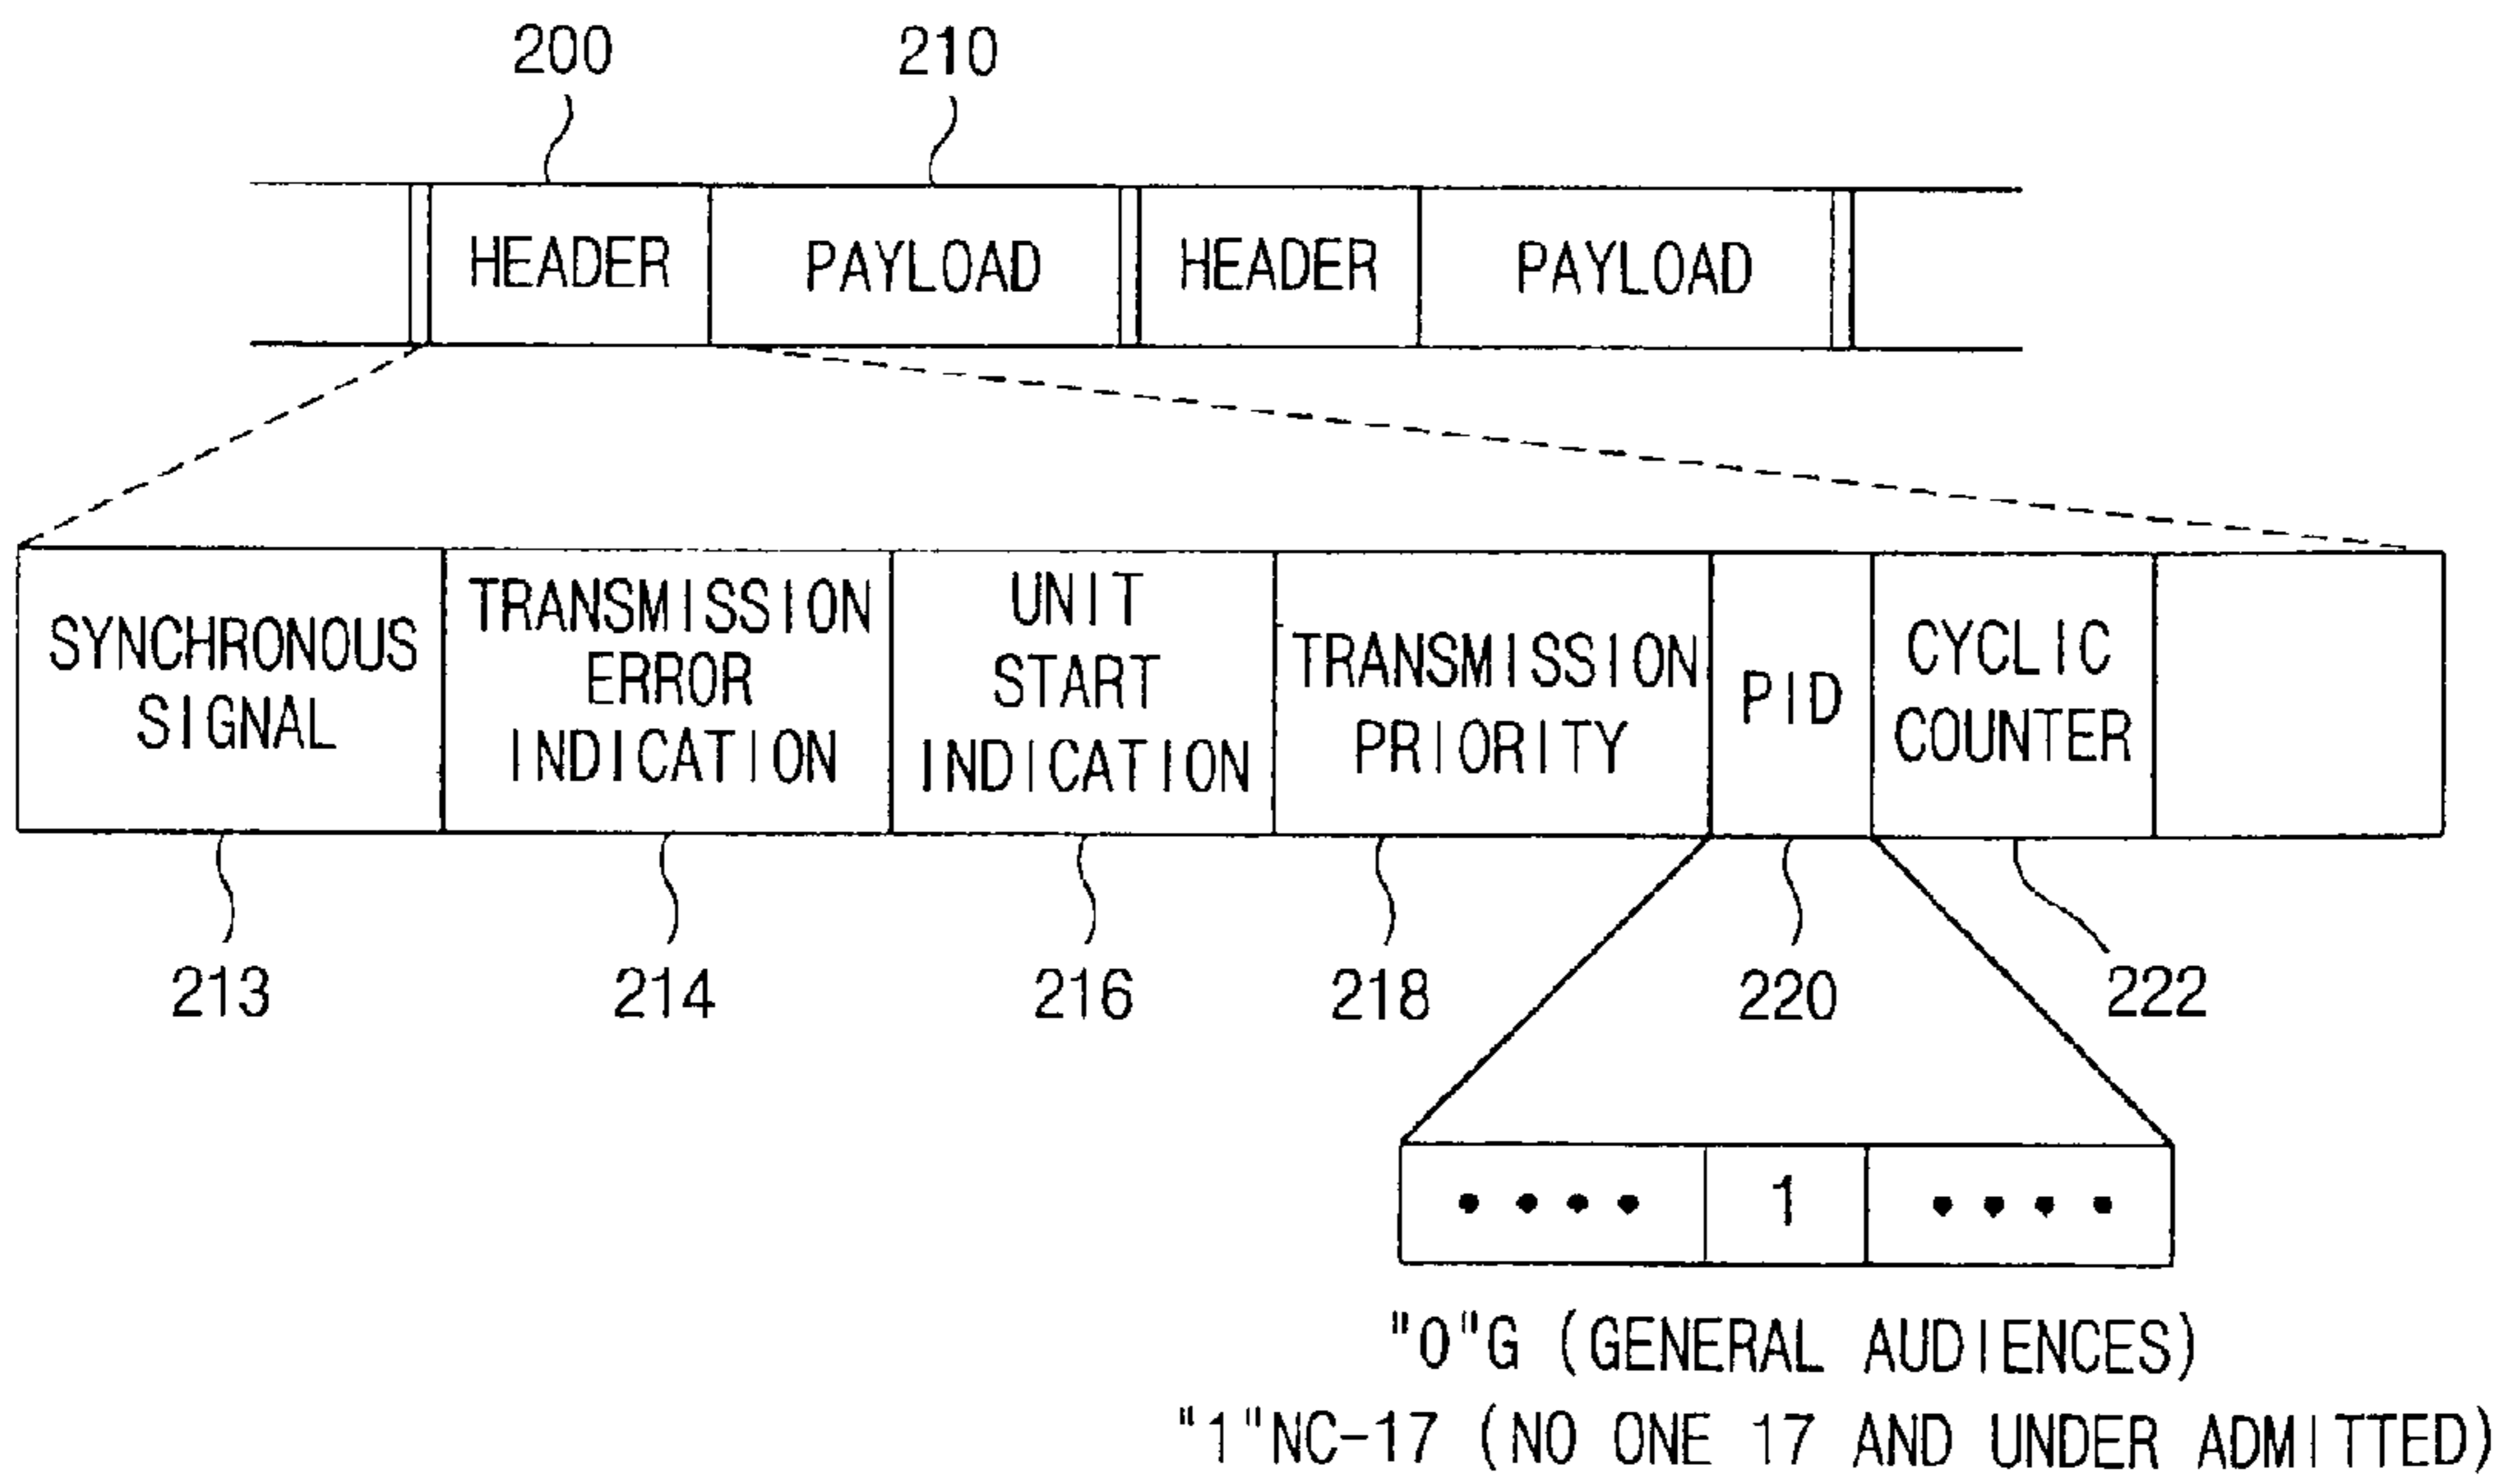 200 210
HEADER PAYLOAD HEADER PAYLOAD
SYNCHRONOUS
SIGNAL
TRANSMISSION
ERROR
INDICATION
UNIT
START
INDICATION
TRANSMISSION
PRIORITY
PID
CYCLIC
COUNTER
213 214 216 218 220 222
•••• 1 ••••
"0"G (GENERAL AUDIENCES)
"1"NC-17 (NO ONE 17 AND UNDER ADMITTED)